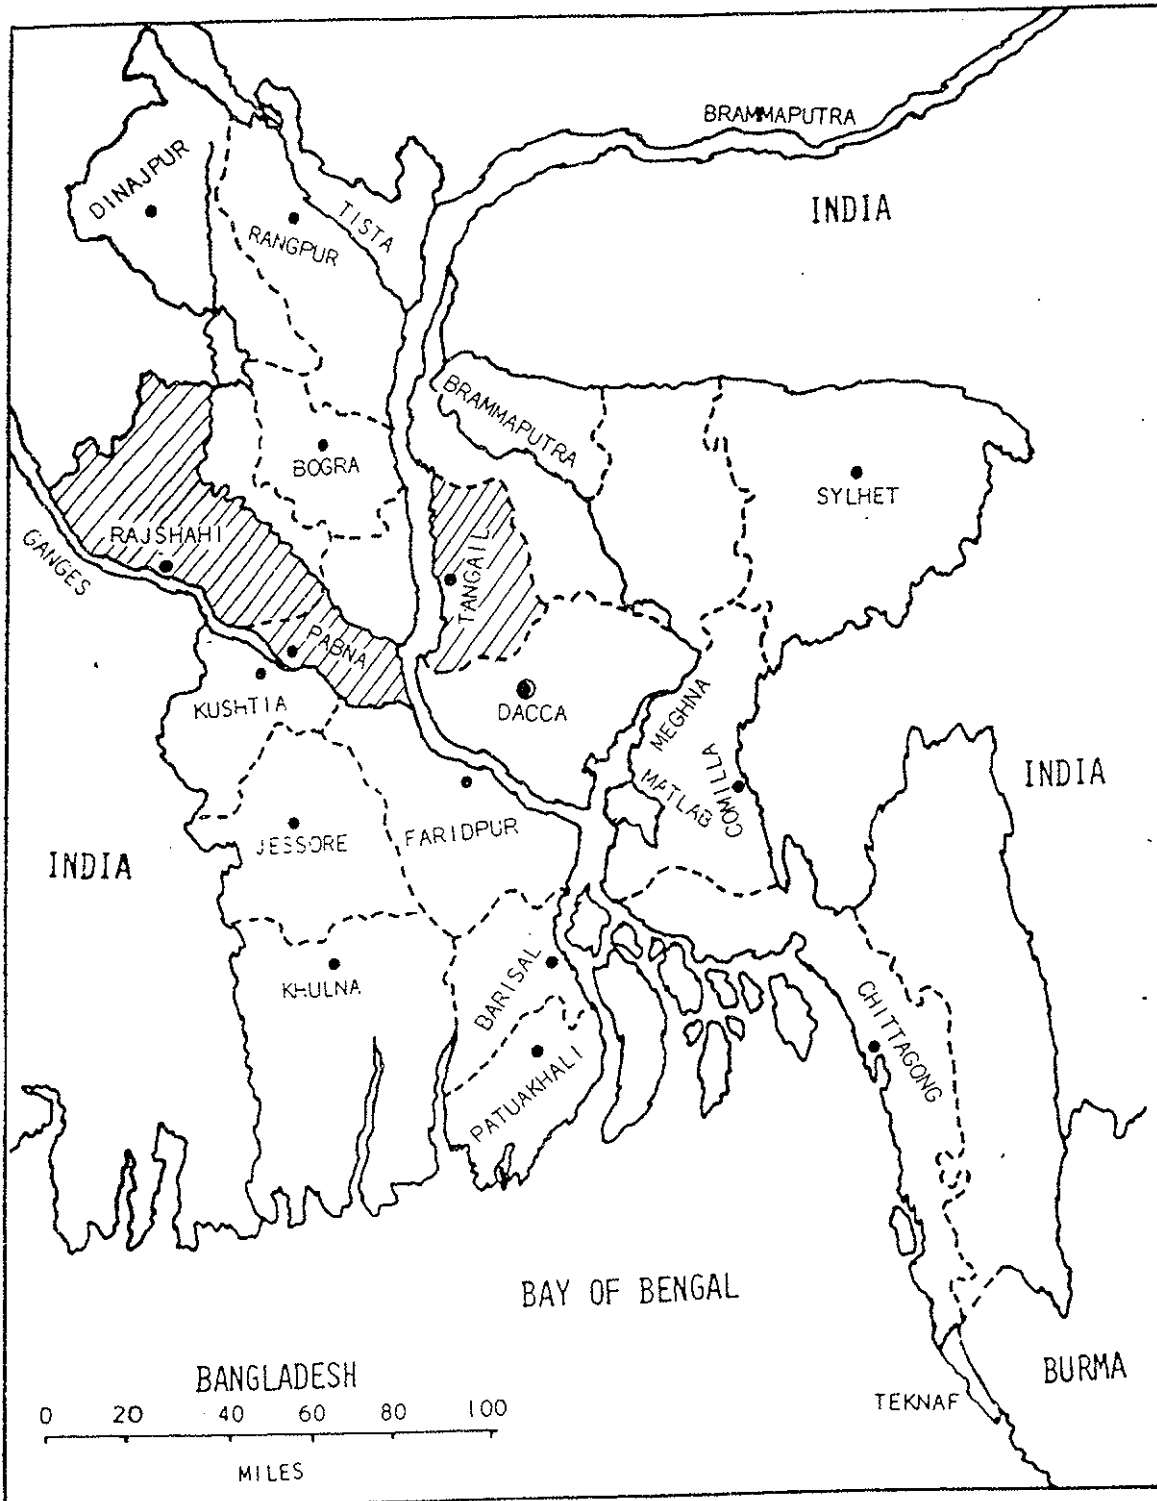 BRAMMAPUTRA
INDIA
DINAJPUR
TISTA
RANGPUR
BRAMMAPUTRA
BOGRA
SYLHET
RAJSHAHI
GANGES
TANGAIL
PABNA
KUSHTIA
DACCA
MEGHNA
INDIA
MATLAB
COMILLA
FARIDPUR
JESSORE
INDIA
BARISAL
KHULNA
CHITTAGONG
PATUAKHALI
BAY OF BENGAL
BANGLADESH
BURMA
TEKNAF
0 20 40 60 80 100
MILES